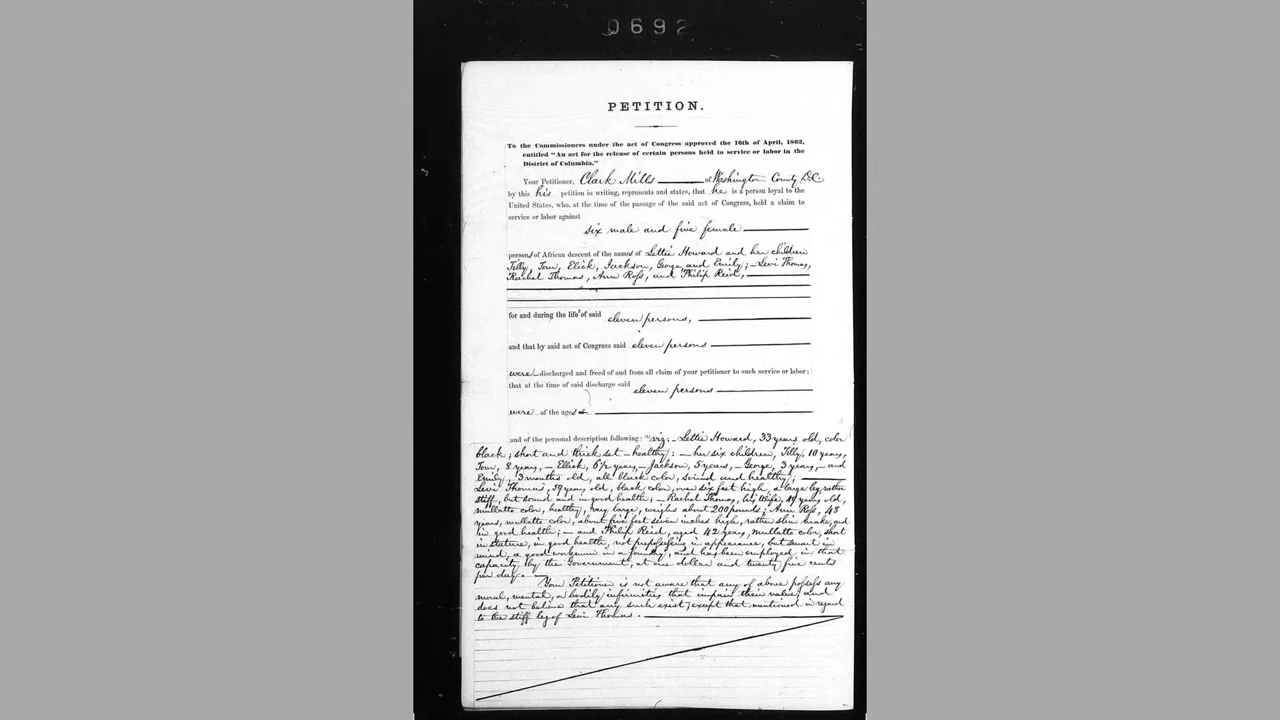 0692
PETITION.
To the Commissioners under the act of Congress approved the 16th of April, 1862,
entitled "An act for the release of certain persons held to service or labor in the
District of Columbia."
Your Petitioner, Clark Mills of Washington County D.C.
by this his petition in writing, represents and states, that he is a person loyal to the
United States, who, at the time of the passage of the said act of Congress, held a claim to
service or labor against
six male and five female
persons of African descent of the names of Lettie Howard and her children
Tilly, Tom, Elick, Jackson, George and Emily; – Levi Thomas,
Rachel Thomas, Ann Ross, and Philip Reid,
for and during the life of said eleven persons,
and that by said act of Congress said eleven persons
were discharged and freed of and from all claim of your petitioner to such service or labor;
that at the time of said discharge said eleven persons
were of the ages
and of the personal description following: viz; – Lettie Howard, 33 years old, color
black, short and thick set – healthy; – her six children, Tilly, 10 years,
Tom, 8 years, – Ellick, 6½ years, – Jackson, 5 years, – George, 3 years, – and
Emily, 3 months old, all black color, sound and healthy,
Levi Thomas, 59 years old, black color, over six feet high, a large leg rather
stiff, but sound and in good health; – Rachel Thomas, his Wife, years old,
mullatto color, healthy, very large, weighs about 200 pounds; Ann Ross, 48
years, mullatto color, about five feet seven inches high, rather slim make, and
in good health; – and Philip Reid, aged 42 years, mullatto color, short
in stature, in good health, not prepossessing in appearance, but smart in
mind, a good workman in a foundry, and has been employed in that
capacity by the Government, at one dollar and twenty five cents
per day. –
Your Petitioner is not aware that any of above possess any
moral, mental, or bodily infirmities that impair their value, and
does not believe that any such exist, except that mentioned in regard
to the stiff leg of Levi Thomas.